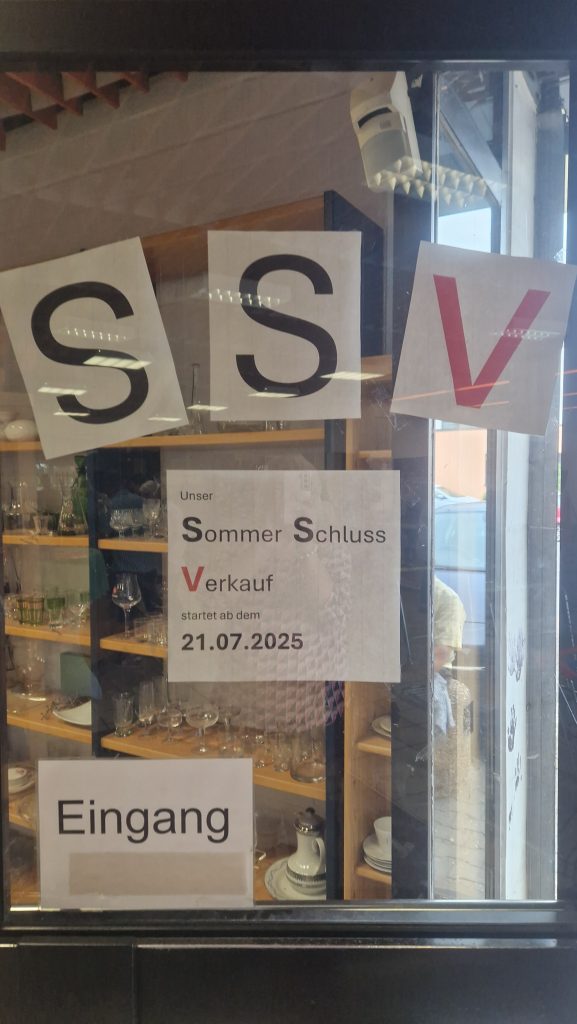 S S V
Unser
Sommer Schluss
Verkauf
startet ab dem
21.07.2025
Eingang